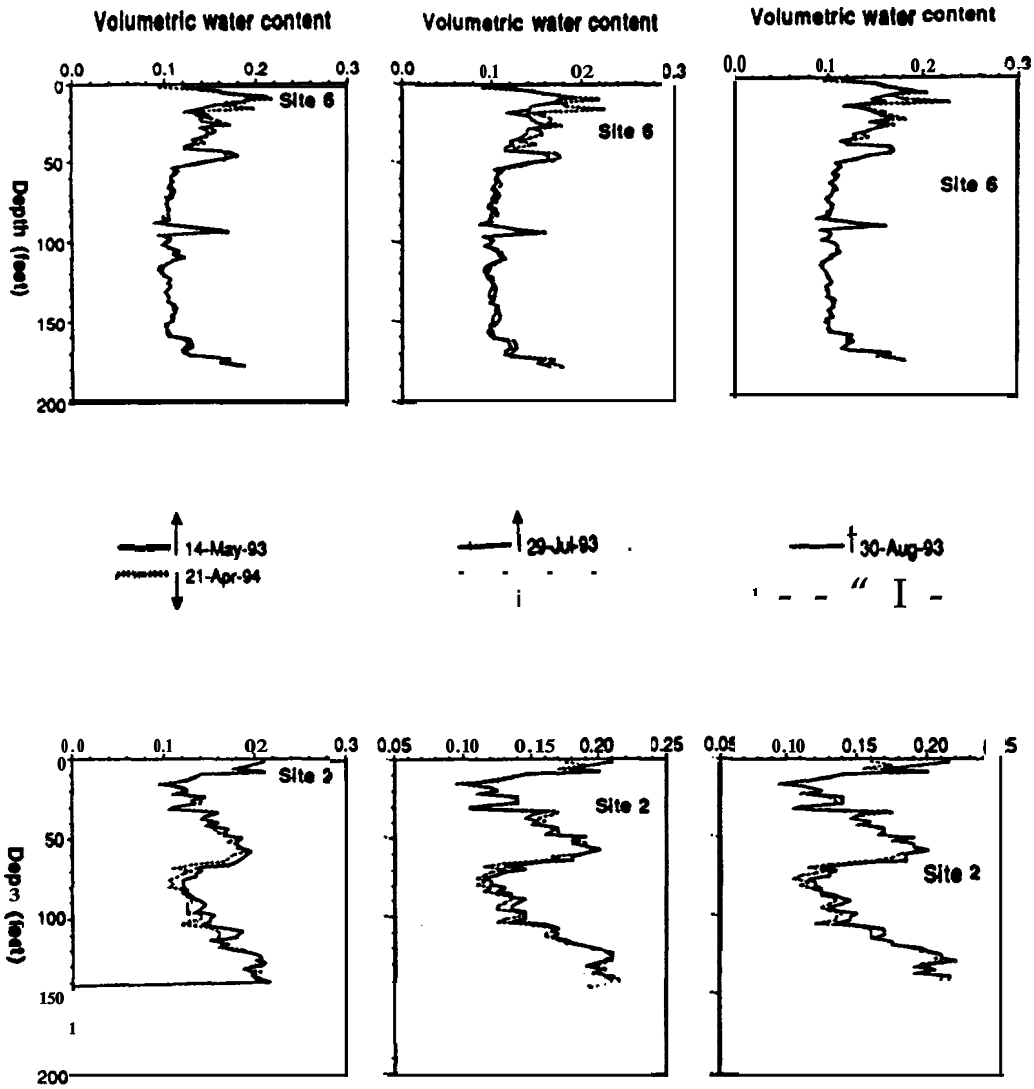 Volumetric water content
Volumetric water content
Volumetric water content
0.0 0.1 0.2 0.3
0.1 0.2 0.3
0.0 0.1 0.2 0.3
0
50
100
150
200
Depth (feet)
Site 6
Site 6
Site 6
14-May-93
21-Apr-94
29-Jul-93
i
30-Aug-93
1 - - “ I -
0.0 0.1 0.2 0.3
0.05 0.10 0.15 0.20 0.25
0.05 0.10 0.15 0.20
0
50
100
150
1
200
(feet)
Site 2
Site 2
Site 2